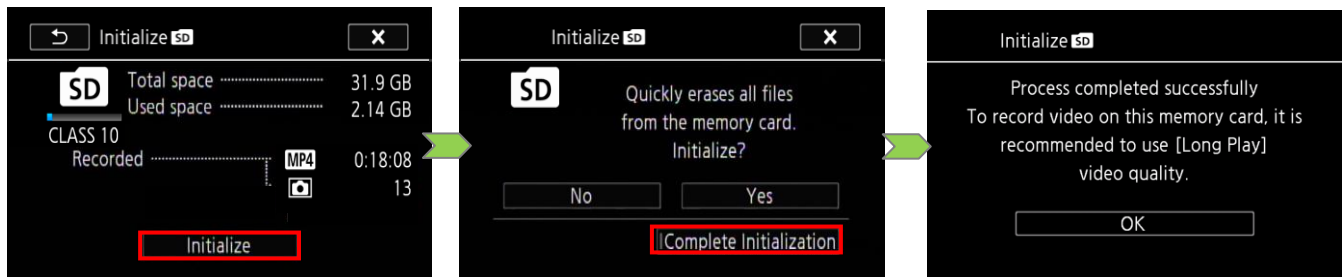 Initialize SD
SD
Total space 31.9 GB
Used space 2.14 GB
CLASS 10
Recorded MP4 0:18:08
13
Initialize
Initialize SD
SD
Quickly erases all files
from the memory card.
Initialize?
No Yes
Complete Initialization
Initialize SD
Process completed successfully
To record video on this memory card, it is
recommended to use [Long Play]
video quality.
OK